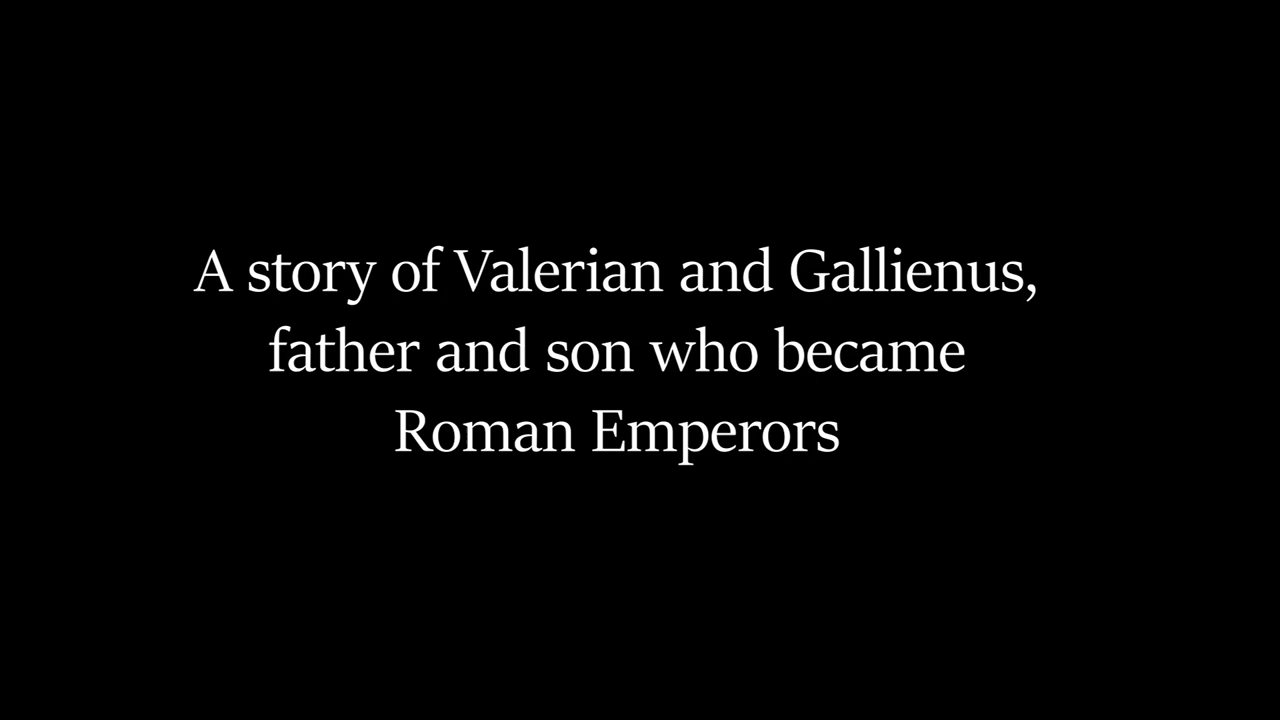 A story of Valerian and Gallienus,
father and son who became
Roman Emperors